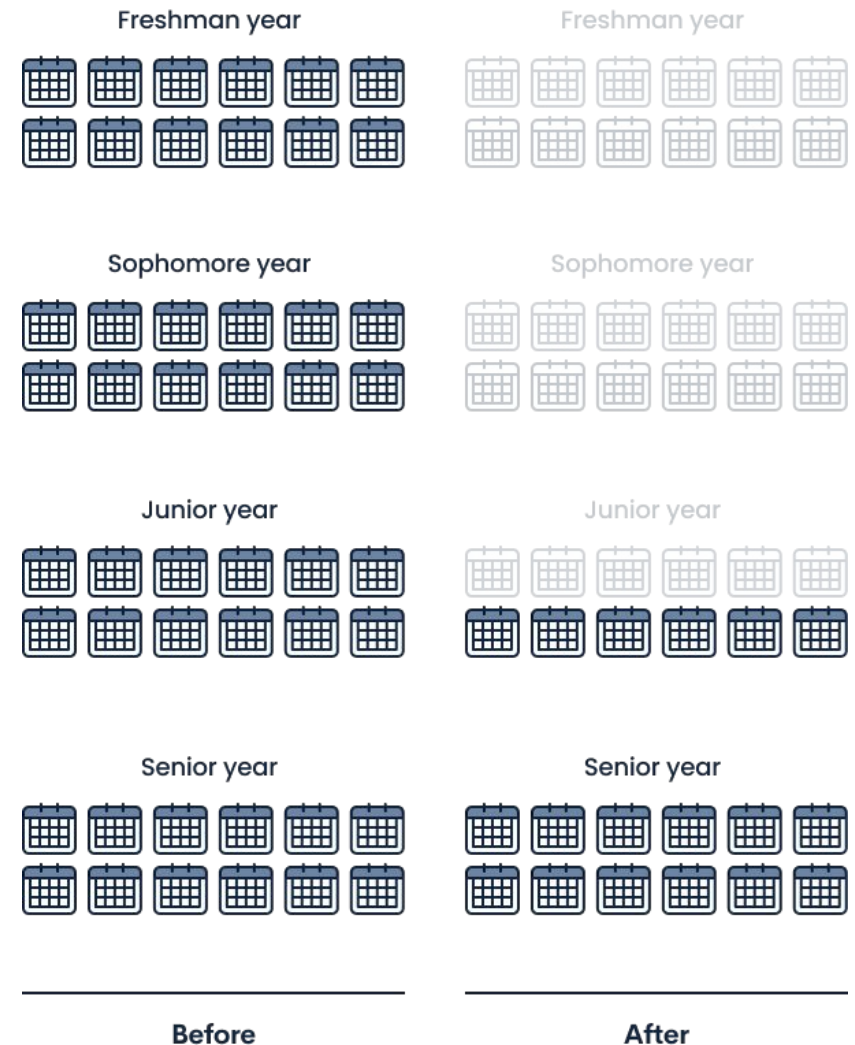 Freshman year
Freshman year
Sophomore year
Sophomore year
Junior year
Junior year
Senior year
Senior year
Before
After